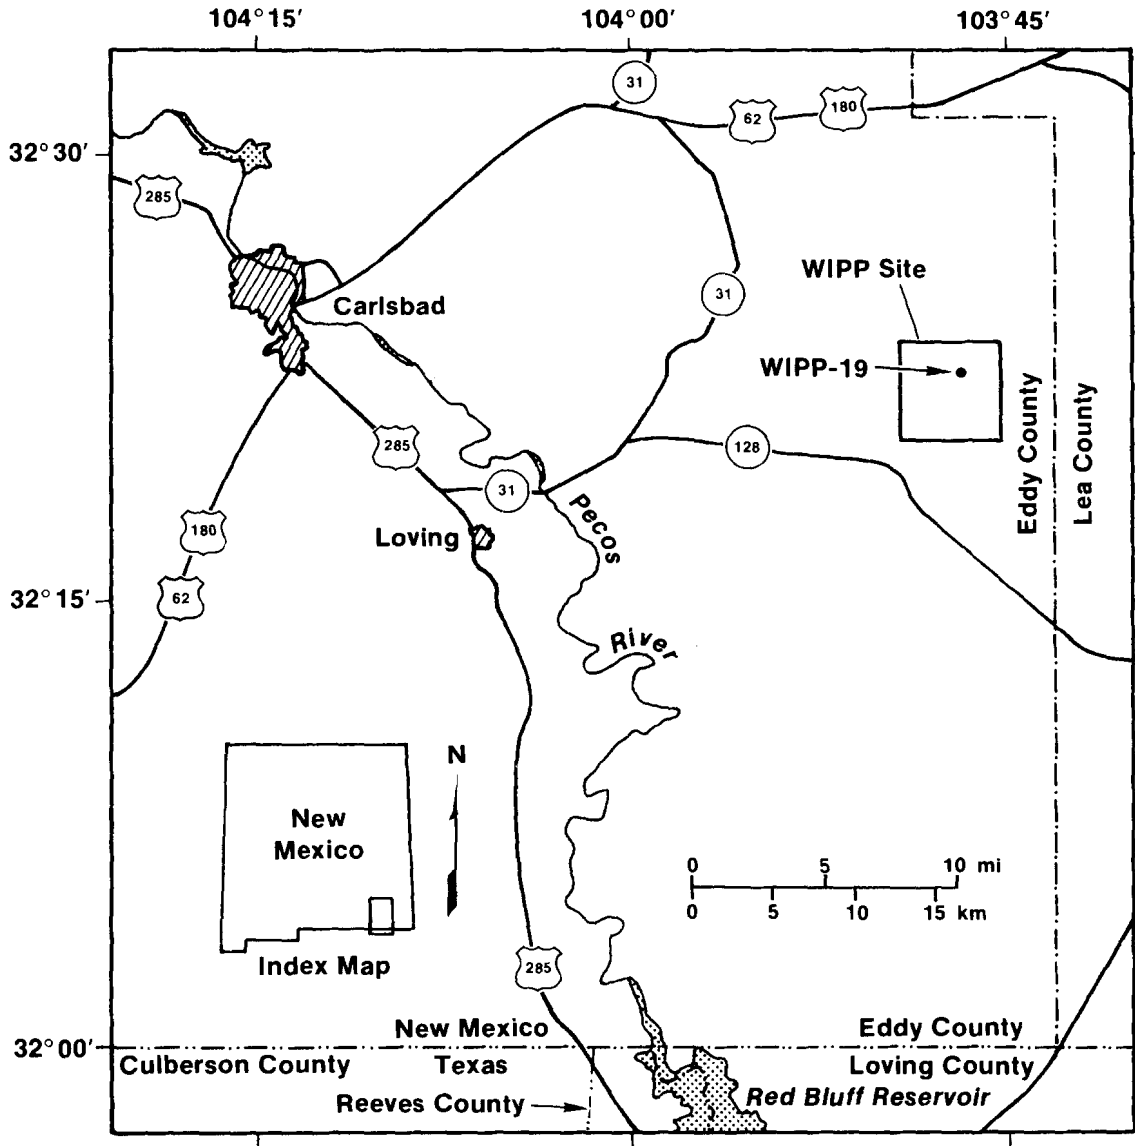 104°15′ 104°00′ 103°45′
31
62 180
32°30′
285
WIPP Site
31
Carlsbad
WIPP-19
Eddy County
Lea County
285
128
31
Pecos
Loving
180
32°15′
62
River
N
New
Mexico
0 5 10 mi
0 5 10 15 km
Index Map
285
New Mexico Eddy County
32°00′
Culberson County Texas Loving County
Reeves County Red Bluff Reservoir